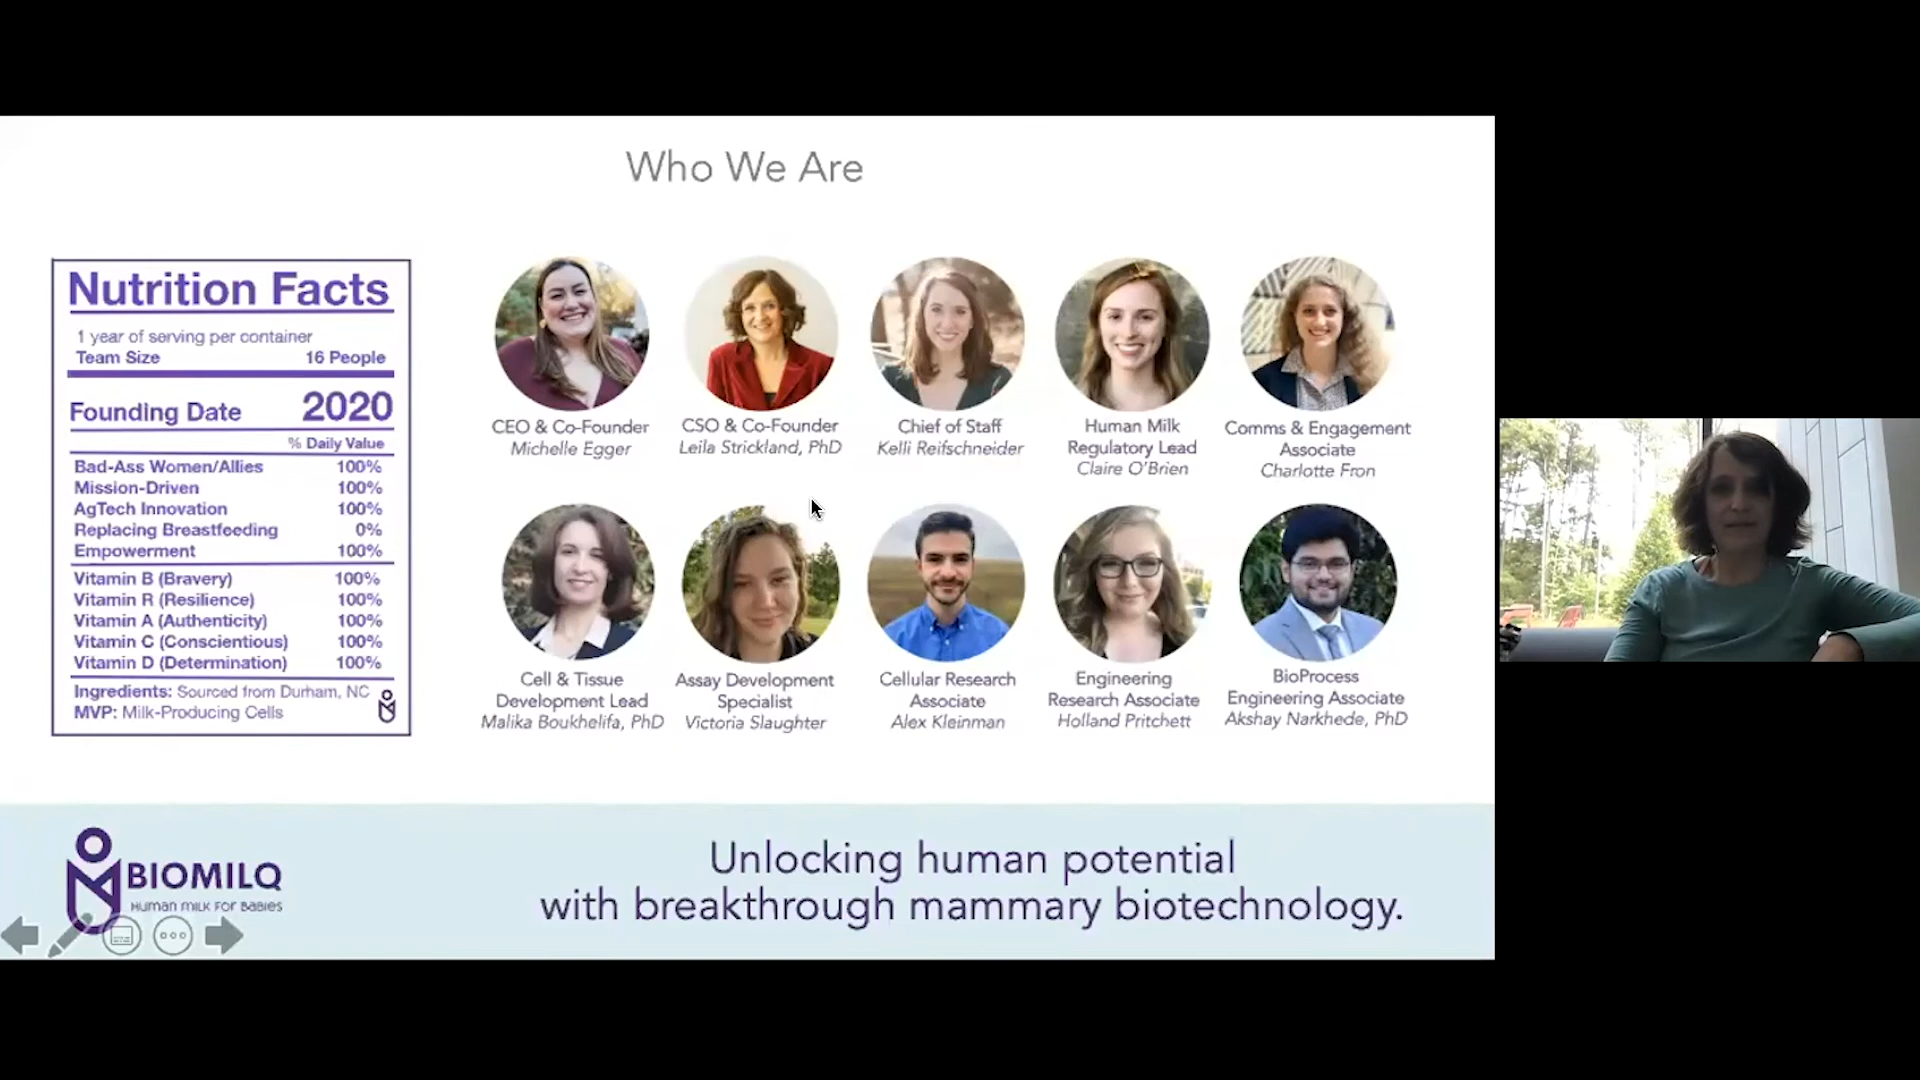 Who We Are
Nutrition Facts
1 year of serving per container
Team Size 16 People
Founding Date 2020
% Daily Value
Bad-Ass Women/Allies 100%
Mission-Driven 100%
AgTech Innovation 100%
Replacing Breastfeeding 0%
Empowerment 100%
Vitamin B (Bravery) 100%
Vitamin R (Resilience) 100%
Vitamin A (Authenticity) 100%
Vitamin C (Conscientious) 100%
Vitamin D (Determination) 100%
Ingredients: Sourced from Durham, NC
MVP: Milk-Producing Cells
CEO & Co-Founder
Michelle Egger
CSO & Co-Founder
Leila Strickland, PhD
Chief of Staff
Kelli Reifschneider
Human Milk
Regulatory Lead
Claire O'Brien
Comms & Engagement
Associate
Charlotte Fron
Cell & Tissue
Development Lead
Malika Boukhelifa, PhD
Assay Development
Specialist
Victoria Slaughter
Cellular Research
Associate
Alex Kleinman
Engineering
Research Associate
Holland Pritchett
BioProcess
Engineering Associate
Akshay Narkhede, PhD
BIOMILQ
HUMAN MILK FOR BABIES
Unlocking human potential
with breakthrough mammary biotechnology.